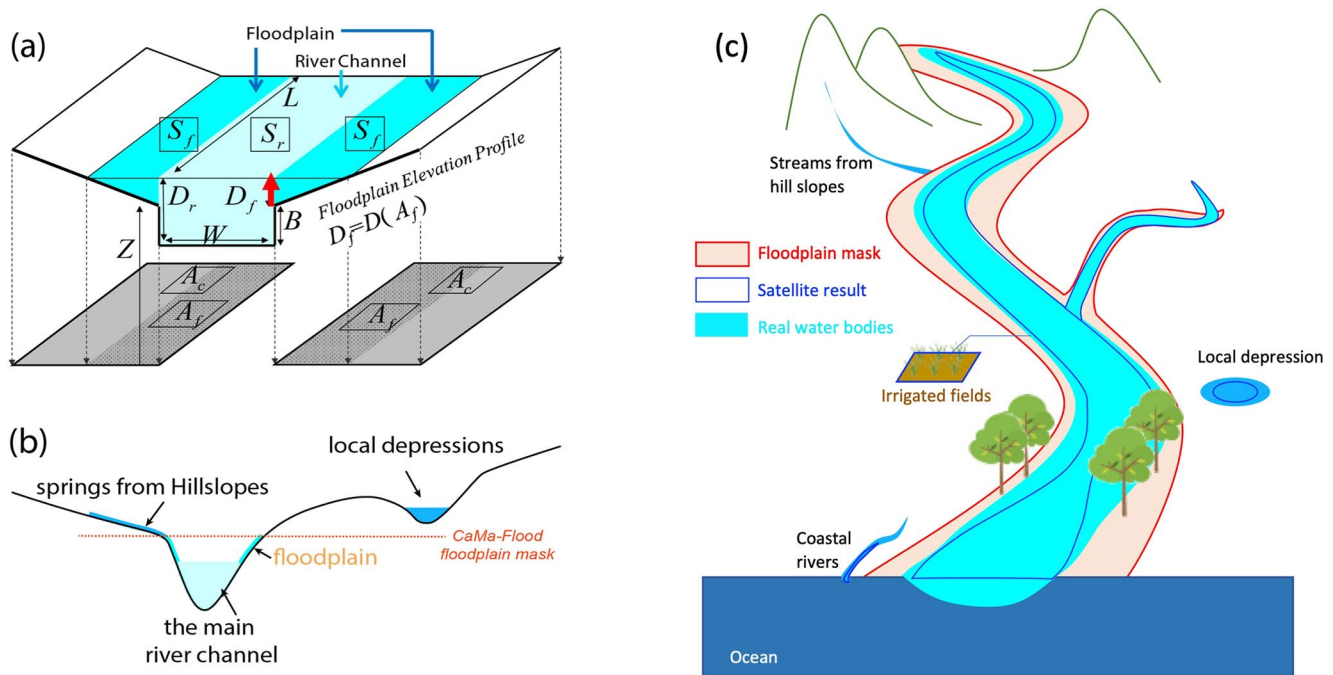 (a)
Floodplain
River Channel
L
S_f
S_r
S_f
D_r
D_f
Floodplain Elevation Profile
D_f=D(A_f)
B
W
Z
A_c
A_f
A_c
A_f
(b)
local depressions
springs from Hillslopes
CaMa-Flood
floodplain mask
floodplain
the main
river channel
(c)
Streams from
hill slopes
Floodplain mask
Satellite result
Real water bodies
Local depression
Irrigated fields
Coastal
rivers
Ocean